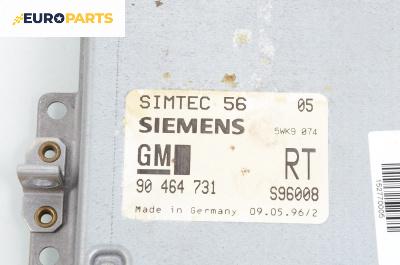 EUROPARTS
SIMTEC 56 05
SIEMENS 5WK9 074
GM RT
90 464 731 S96008
Made in Germany 09.05.96/2
152770005